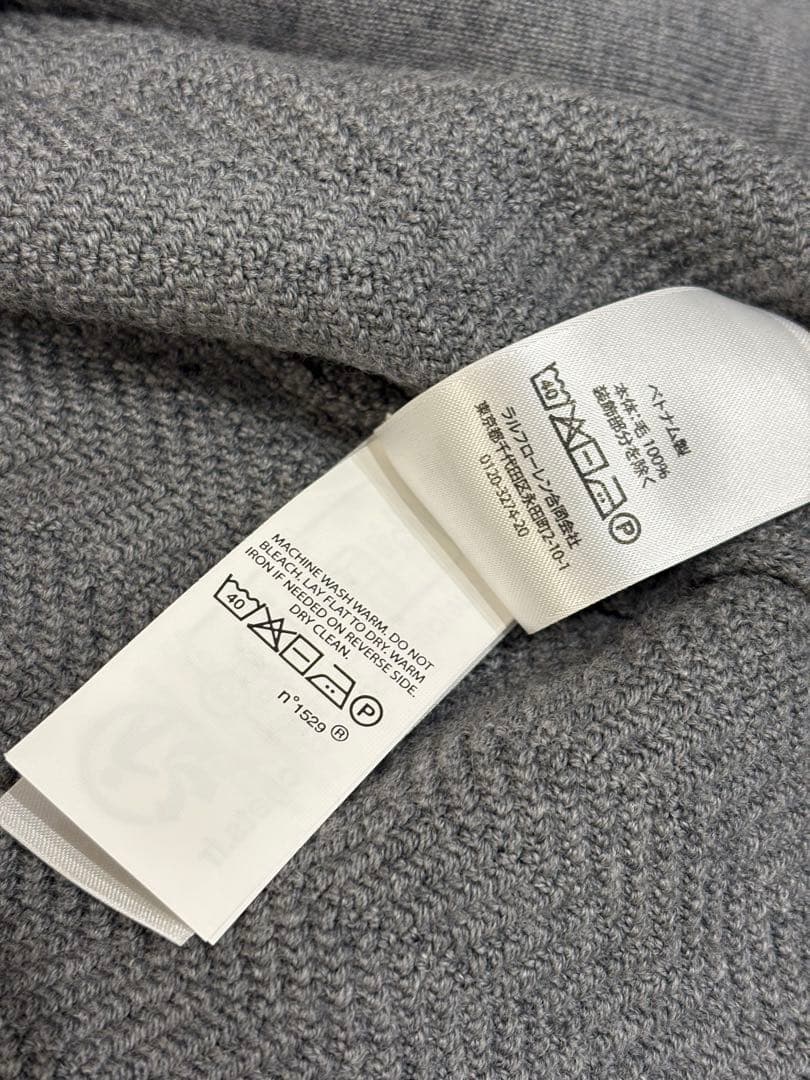 ベトナム製
本体:毛 100%
装飾部分を除く
40
P
ラルフローレン合同会社
東京都千代田区永田町2-10-1
0120-3274-20
MACHINE WASH WARM. DO NOT
BLEACH. LAY FLAT TO DRY. WARM
IRON IF NEEDED ON REVERSE SIDE.
DRY CLEAN.
40
P
n°1529 ®